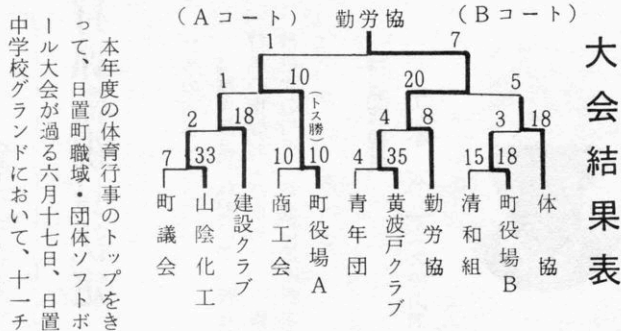 大会結果表
(Aコート) 勤労協 (Bコート)
1 7
1 10 20 5
(トス勝)
2 18 4 8 3 18
7 33 10 10 4 35 15 18
町議会
山陰化工
建設クラブ
商工会
町役場A
青年団
黄波戸クラブ
勤労協
清和組
町役場B
体協
本年度の体育行事のトップをき
って、日置町職域・団体ソフトボ
ール大会が過る六月十七日、日置
中学校グランドにおいて、十一チ